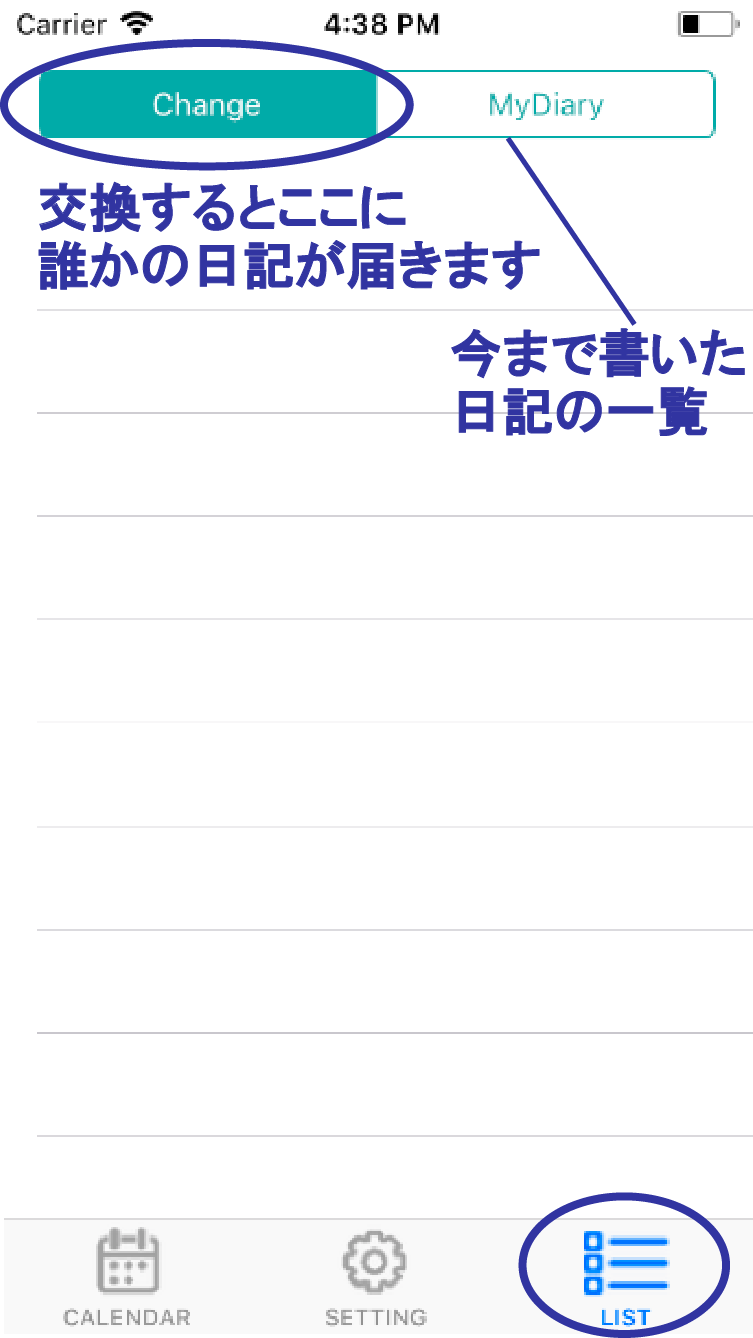 Carrier 4:38 PM
Change MyDiary
交換するとここに
誰かの日記が届きます
今まで書いた
日記の一覧
CALENDAR SETTING LIST